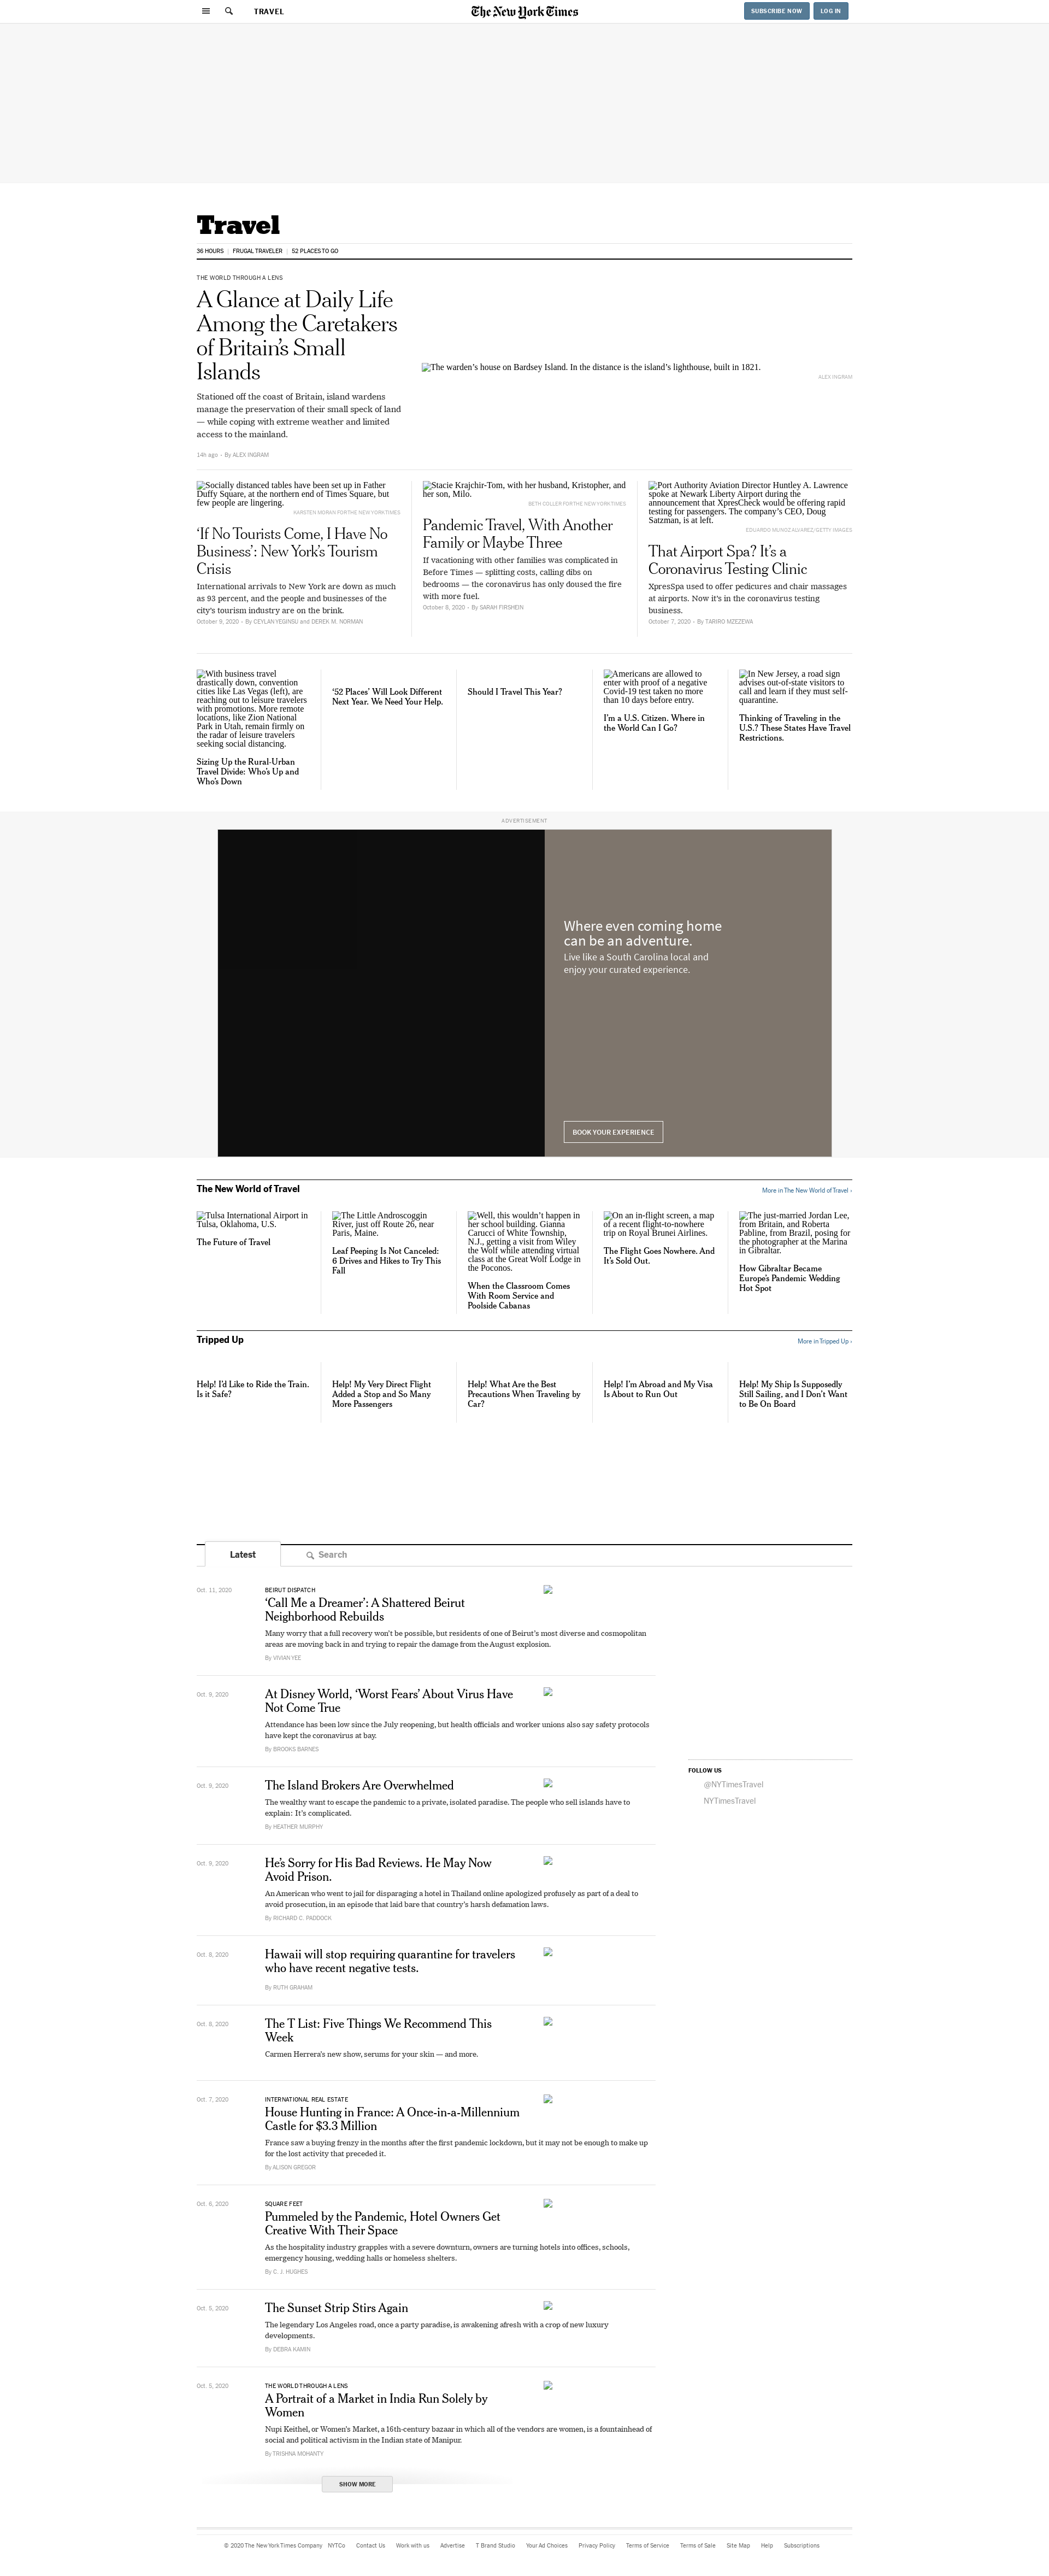 TRAVEL
The New York Times
SUBSCRIBE NOW
LOG IN
Travel
36 HOURS
FRUGAL TRAVELER
52 PLACES TO GO
THE WORLD THROUGH A LENS
A Glance at Daily Life
Among the Caretakers
of Britain’s Small
Islands
Stationed off the coast of Britain, island wardens
manage the preservation of their small speck of land
— while coping with extreme weather and limited
access to the mainland.
14h ago • By ALEX INGRAM
The warden’s house on Bardsey Island. In the distance is the island’s lighthouse, built in 1821.
ALEX INGRAM
Socially distanced tables have been set up in Father
Duffy Square, at the northern end of Times Square, but
few people are lingering.
KARSTEN MORAN FOR THE NEW YORK TIMES
‘If No Tourists Come, I Have No
Business’: New York’s Tourism
Crisis
International arrivals to New York are down as much
as 93 percent, and the people and businesses of the
city’s tourism industry are on the brink.
October 9, 2020 • By CEYLAN YEGINSU and DEREK M. NORMAN
Stacie Krajchir-Tom, with her husband, Kristopher, and
her son, Milo.
BETH COLLER FOR THE NEW YORK TIMES
Pandemic Travel, With Another
Family or Maybe Three
If vacationing with other families was complicated in
Before Times — splitting costs, calling dibs on
bedrooms — the coronavirus has only doused the fire
with more fuel.
October 8, 2020 • By SARAH FIRSHEIN
Port Authority Aviation Director Huntley A. Lawrence
spoke at Newark Liberty Airport during the
announcement that XpresCheck would be offering rapid
testing for passengers. The company’s CEO, Doug
Satzman, is at left.
EDUARDO MUNOZ ALVAREZ/GETTY IMAGES
That Airport Spa? It’s a
Coronavirus Testing Clinic
XpresSpa used to offer pedicures and chair massages
at airports. Now it’s in the coronavirus testing
business.
October 7, 2020 • By TARIRO MZEZEWA
With business travel
drastically down, convention
cities like Las Vegas (left), are
reaching out to leisure travelers
with promotions. More remote
locations, like Zion National
Park in Utah, remain firmly on
the radar of leisure travelers
seeking social distancing.
Sizing Up the Rural-Urban
Travel Divide: Who’s Up and
Who’s Down
‘52 Places’ Will Look Different
Next Year. We Need Your Help.
Should I Travel This Year?
Americans are allowed to
enter with proof of a negative
Covid-19 test taken no more
than 10 days before entry.
I’m a U.S. Citizen. Where in
the World Can I Go?
In New Jersey, a road sign
advises out-of-state visitors to
call and learn if they must self-
quarantine.
Thinking of Traveling in the
U.S.? These States Have Travel
Restrictions.
ADVERTISEMENT
Where even coming home
can be an adventure.
Live like a South Carolina local and
enjoy your curated experience.
BOOK YOUR EXPERIENCE
The New World of Travel
More in The New World of Travel ›
Tulsa International Airport in
Tulsa, Oklahoma, U.S.
The Future of Travel
The Little Androscoggin
River, just off Route 26, near
Paris, Maine.
Leaf Peeping Is Not Canceled:
6 Drives and Hikes to Try This
Fall
Well, this wouldn’t happen in
her school building. Gianna
Carucci of White Township,
N.J., getting a visit from Wiley
the Wolf while attending virtual
class at the Great Wolf Lodge in
the Poconos.
When the Classroom Comes
With Room Service and
Poolside Cabanas
On an in-flight screen, a map
of a recent flight-to-nowhere
trip on Royal Brunei Airlines.
The Flight Goes Nowhere. And
It’s Sold Out.
The just-married Jordan Lee,
from Britain, and Roberta
Pabline, from Brazil, posing for
the photographer at the Marina
in Gibraltar.
How Gibraltar Became
Europe’s Pandemic Wedding
Hot Spot
Tripped Up
More in Tripped Up ›
Help! I’d Like to Ride the Train.
Is it Safe?
Help! My Very Direct Flight
Added a Stop and So Many
More Passengers
Help! What Are the Best
Precautions When Traveling by
Car?
Help! I’m Abroad and My Visa
Is About to Run Out
Help! My Ship Is Supposedly
Still Sailing, and I Don’t Want
to Be On Board
Latest
Search
Oct. 11, 2020
BEIRUT DISPATCH
‘Call Me a Dreamer’: A Shattered Beirut
Neighborhood Rebuilds
Many worry that a full recovery won’t be possible, but residents of one of Beirut’s most diverse and cosmopolitan
areas are moving back in and trying to repair the damage from the August explosion.
By VIVIAN YEE
Oct. 9, 2020
At Disney World, ‘Worst Fears’ About Virus Have
Not Come True
Attendance has been low since the July reopening, but health officials and worker unions also say safety protocols
have kept the coronavirus at bay.
By BROOKS BARNES
FOLLOW US
@NYTimesTravel
NYTimesTravel
Oct. 9, 2020
The Island Brokers Are Overwhelmed
The wealthy want to escape the pandemic to a private, isolated paradise. The people who sell islands have to
explain: It’s complicated.
By HEATHER MURPHY
Oct. 9, 2020
He’s Sorry for His Bad Reviews. He May Now
Avoid Prison.
An American who went to jail for disparaging a hotel in Thailand online apologized profusely as part of a deal to
avoid prosecution, in an episode that laid bare that country’s harsh defamation laws.
By RICHARD C. PADDOCK
Oct. 8, 2020
Hawaii will stop requiring quarantine for travelers
who have recent negative tests.
By RUTH GRAHAM
Oct. 8, 2020
The T List: Five Things We Recommend This
Week
Carmen Herrera’s new show, serums for your skin — and more.
Oct. 7, 2020
INTERNATIONAL REAL ESTATE
House Hunting in France: A Once-in-a-Millennium
Castle for $3.3 Million
France saw a buying frenzy in the months after the first pandemic lockdown, but it may not be enough to make up
for the lost activity that preceded it.
By ALISON GREGOR
Oct. 6, 2020
SQUARE FEET
Pummeled by the Pandemic, Hotel Owners Get
Creative With Their Space
As the hospitality industry grapples with a severe downturn, owners are turning hotels into offices, schools,
emergency housing, wedding halls or homeless shelters.
By C. J. HUGHES
Oct. 5, 2020
The Sunset Strip Stirs Again
The legendary Los Angeles road, once a party paradise, is awakening afresh with a crop of new luxury
developments.
By DEBRA KAMIN
Oct. 5, 2020
THE WORLD THROUGH A LENS
A Portrait of a Market in India Run Solely by
Women
Nupi Keithel, or Women’s Market, a 16th-century bazaar in which all of the vendors are women, is a fountainhead of
social and political activism in the Indian state of Manipur.
By TRISHNA MOHANTY
SHOW MORE
© 2020 The New York Times Company
NYTCo
Contact Us
Work with us
Advertise
T Brand Studio
Your Ad Choices
Privacy Policy
Terms of Service
Terms of Sale
Site Map
Help
Subscriptions